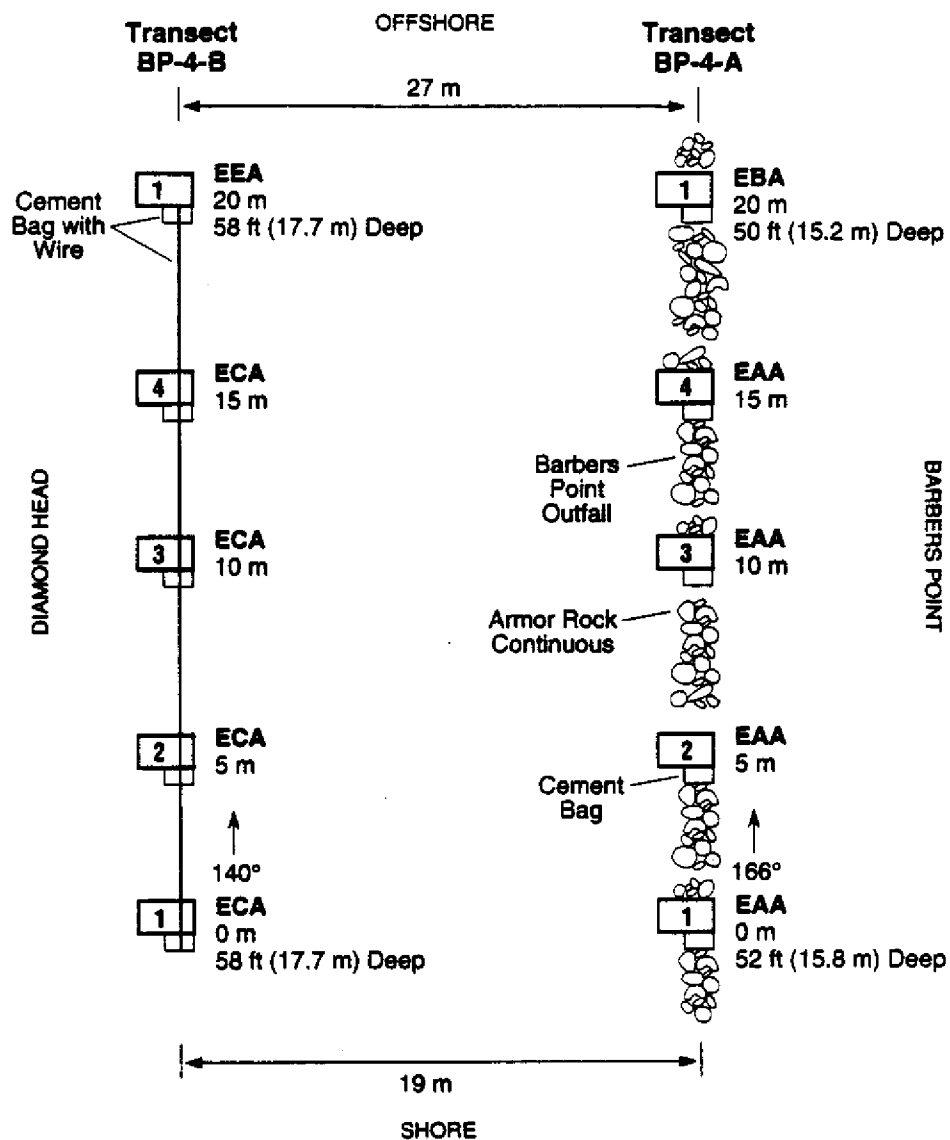 OFFSHORE
Transect
BP-4-B
Transect
BP-4-A
27 m
Cement
Bag with
Wire
1
EEA
20 m
58 ft (17.7 m) Deep
1
EBA
20 m
50 ft (15.2 m) Deep
4
ECA
15 m
4
EAA
15 m
Barbers
Point
Outfall
DIAMOND HEAD
BARBERS POINT
3
ECA
10 m
3
EAA
10 m
Armor Rock
Continuous
2
ECA
5 m
2
EAA
5 m
Cement
Bag
140°
166°
1
ECA
0 m
58 ft (17.7 m) Deep
1
EAA
0 m
52 ft (15.8 m) Deep
19 m
SHORE